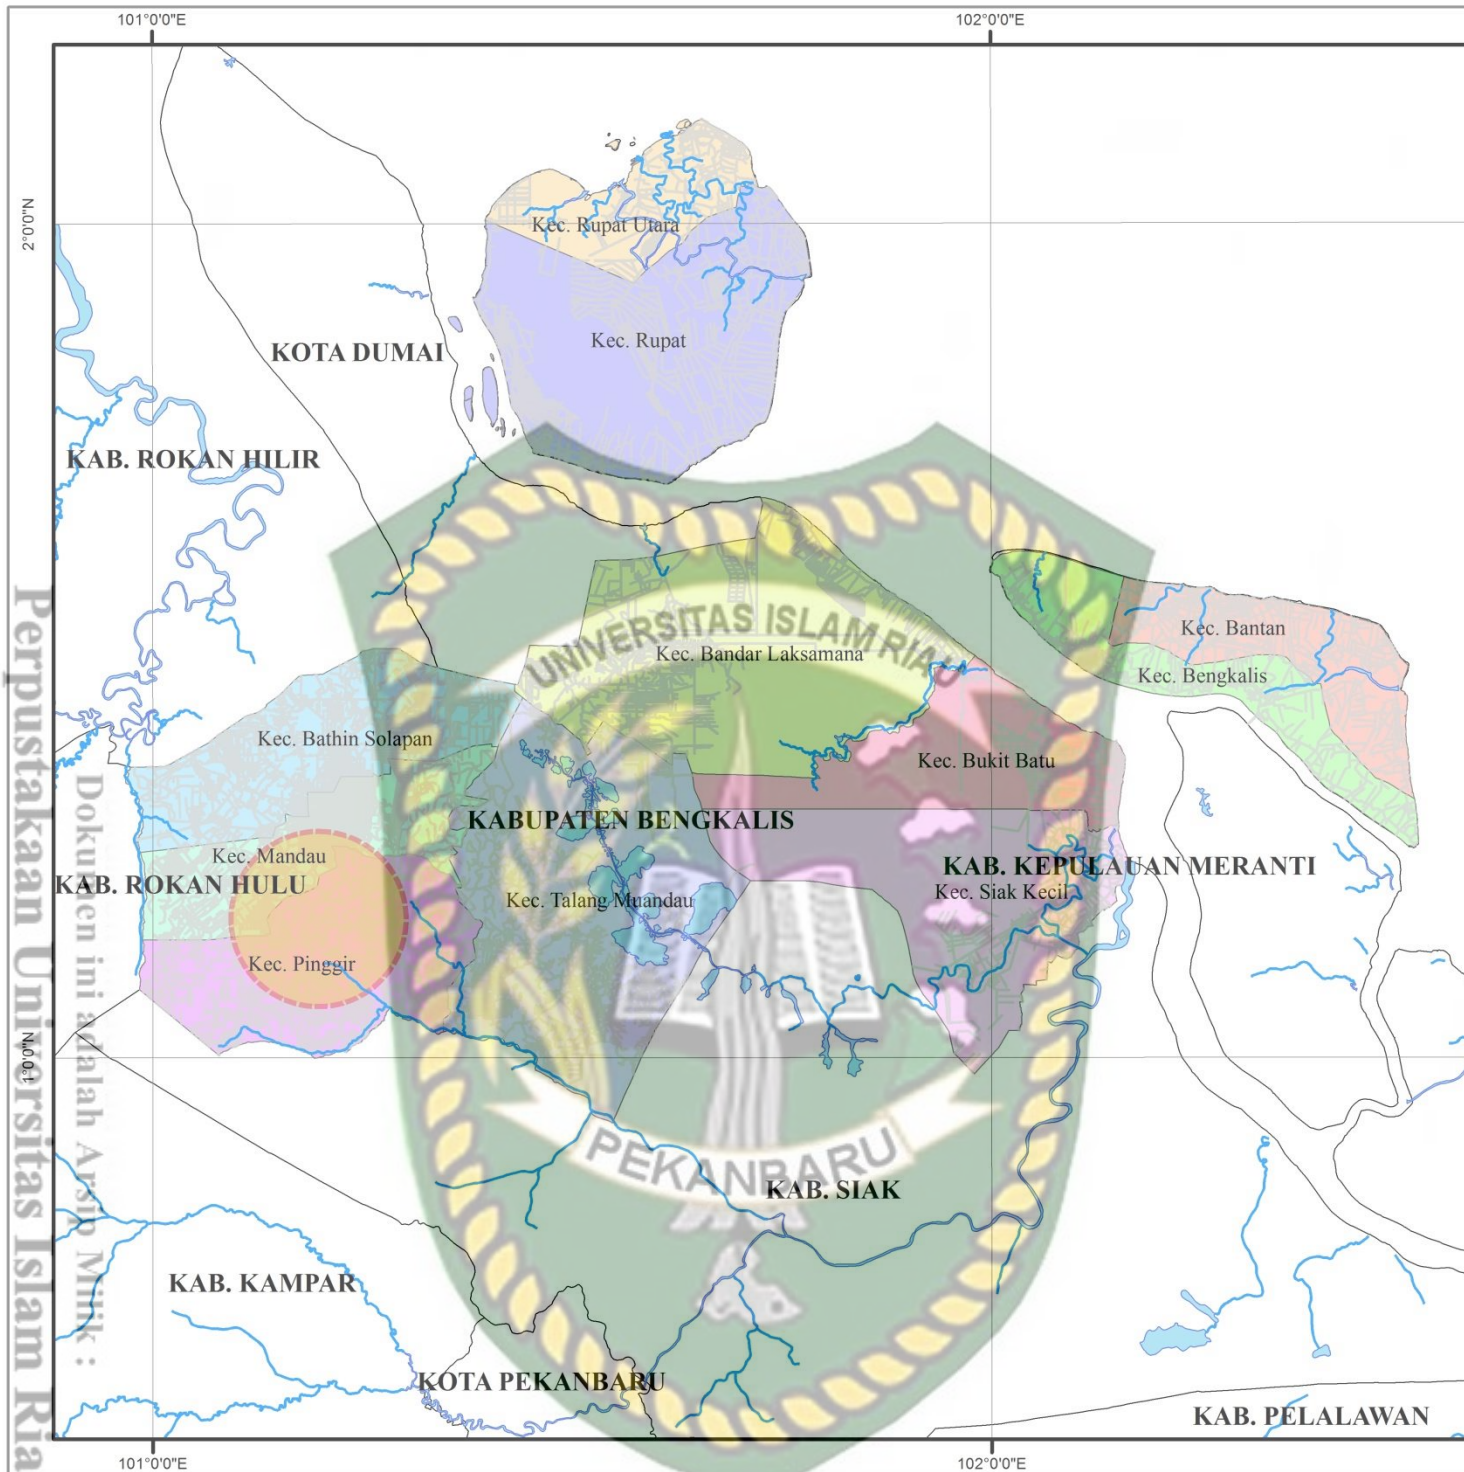 101°0'0"E
102°0'0"E
2°0'0"N
Kec. Rupat Utara
Kec. Rupat
KOTA DUMAI
KAB. ROKAN HILIR
UNIVERSITAS ISLAM RIAU
Kec. Bandar Laksamana
Kec. Bantan
Kec. Bengkalis
Kec. Bathin Solapan
Kec. Bukit Batu
KABUPATEN BENGKALIS
Kec. Mandau
KAB. ROKAN HULU
KAB. KEPULAUAN MERANTI
Kec. Siak Kecil
Kec. Talang Muandau
Kec. Pinggir
1°0'0"N
PEKANBARU
KAB. SIAK
KAB. KAMPAR
KOTA PEKANBARU
KAB. PELALAWAN
101°0'0"E
102°0'0"E
Dokumen ini adalah Arsip Milik :
Perpustakaan Universitas Islam Ria